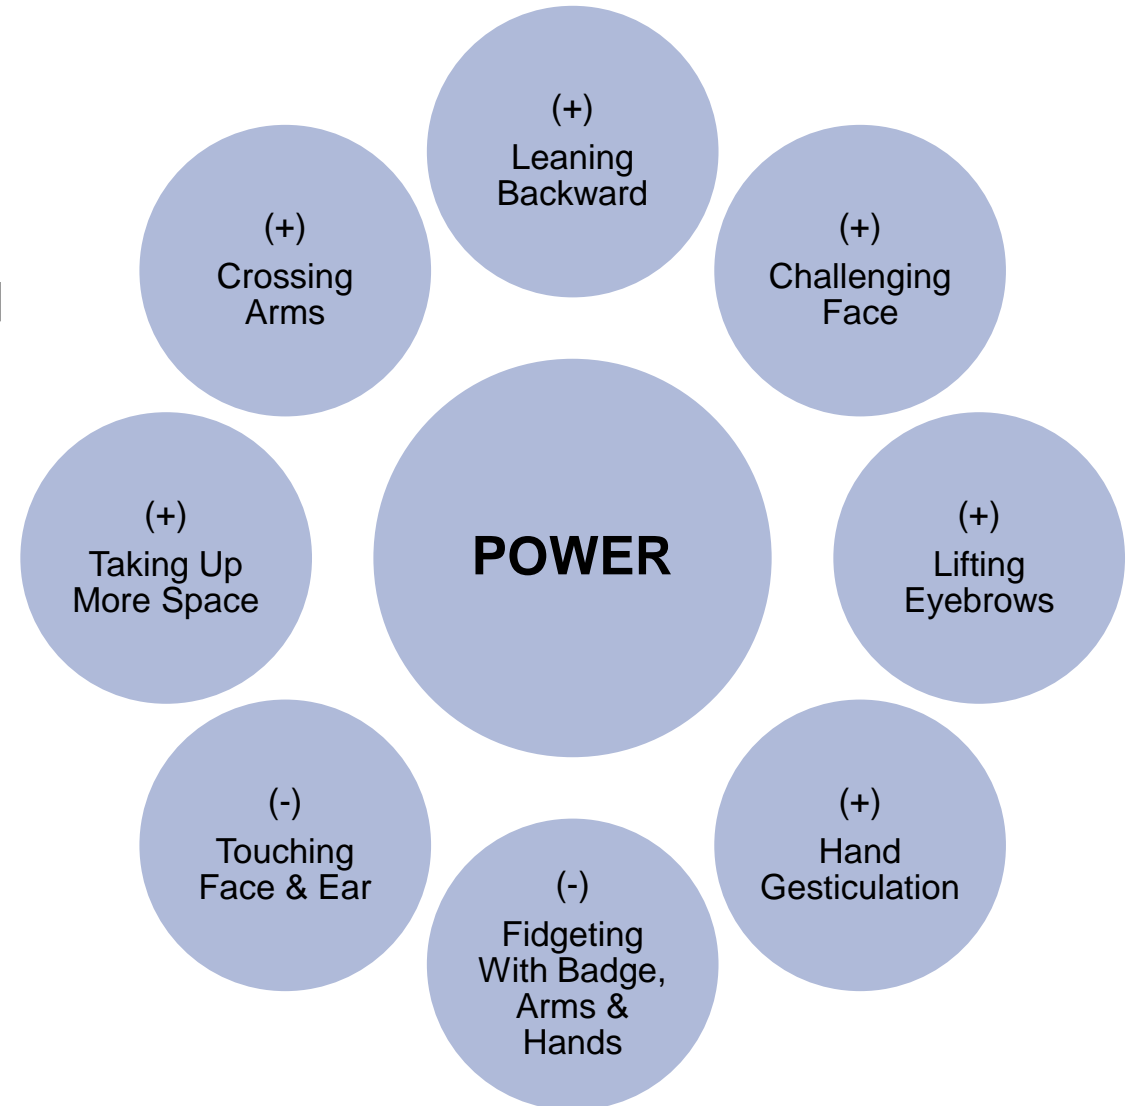 (+)
Leaning
Backward
(+)
Challenging
Face
(+)
Lifting
Eyebrows
(+)
Hand
Gesticulation
(-)
Fidgeting
With Badge,
Arms &
Hands
(-)
Touching
Face & Ear
(+)
Taking Up
More Space
(+)
Crossing
Arms
POWER